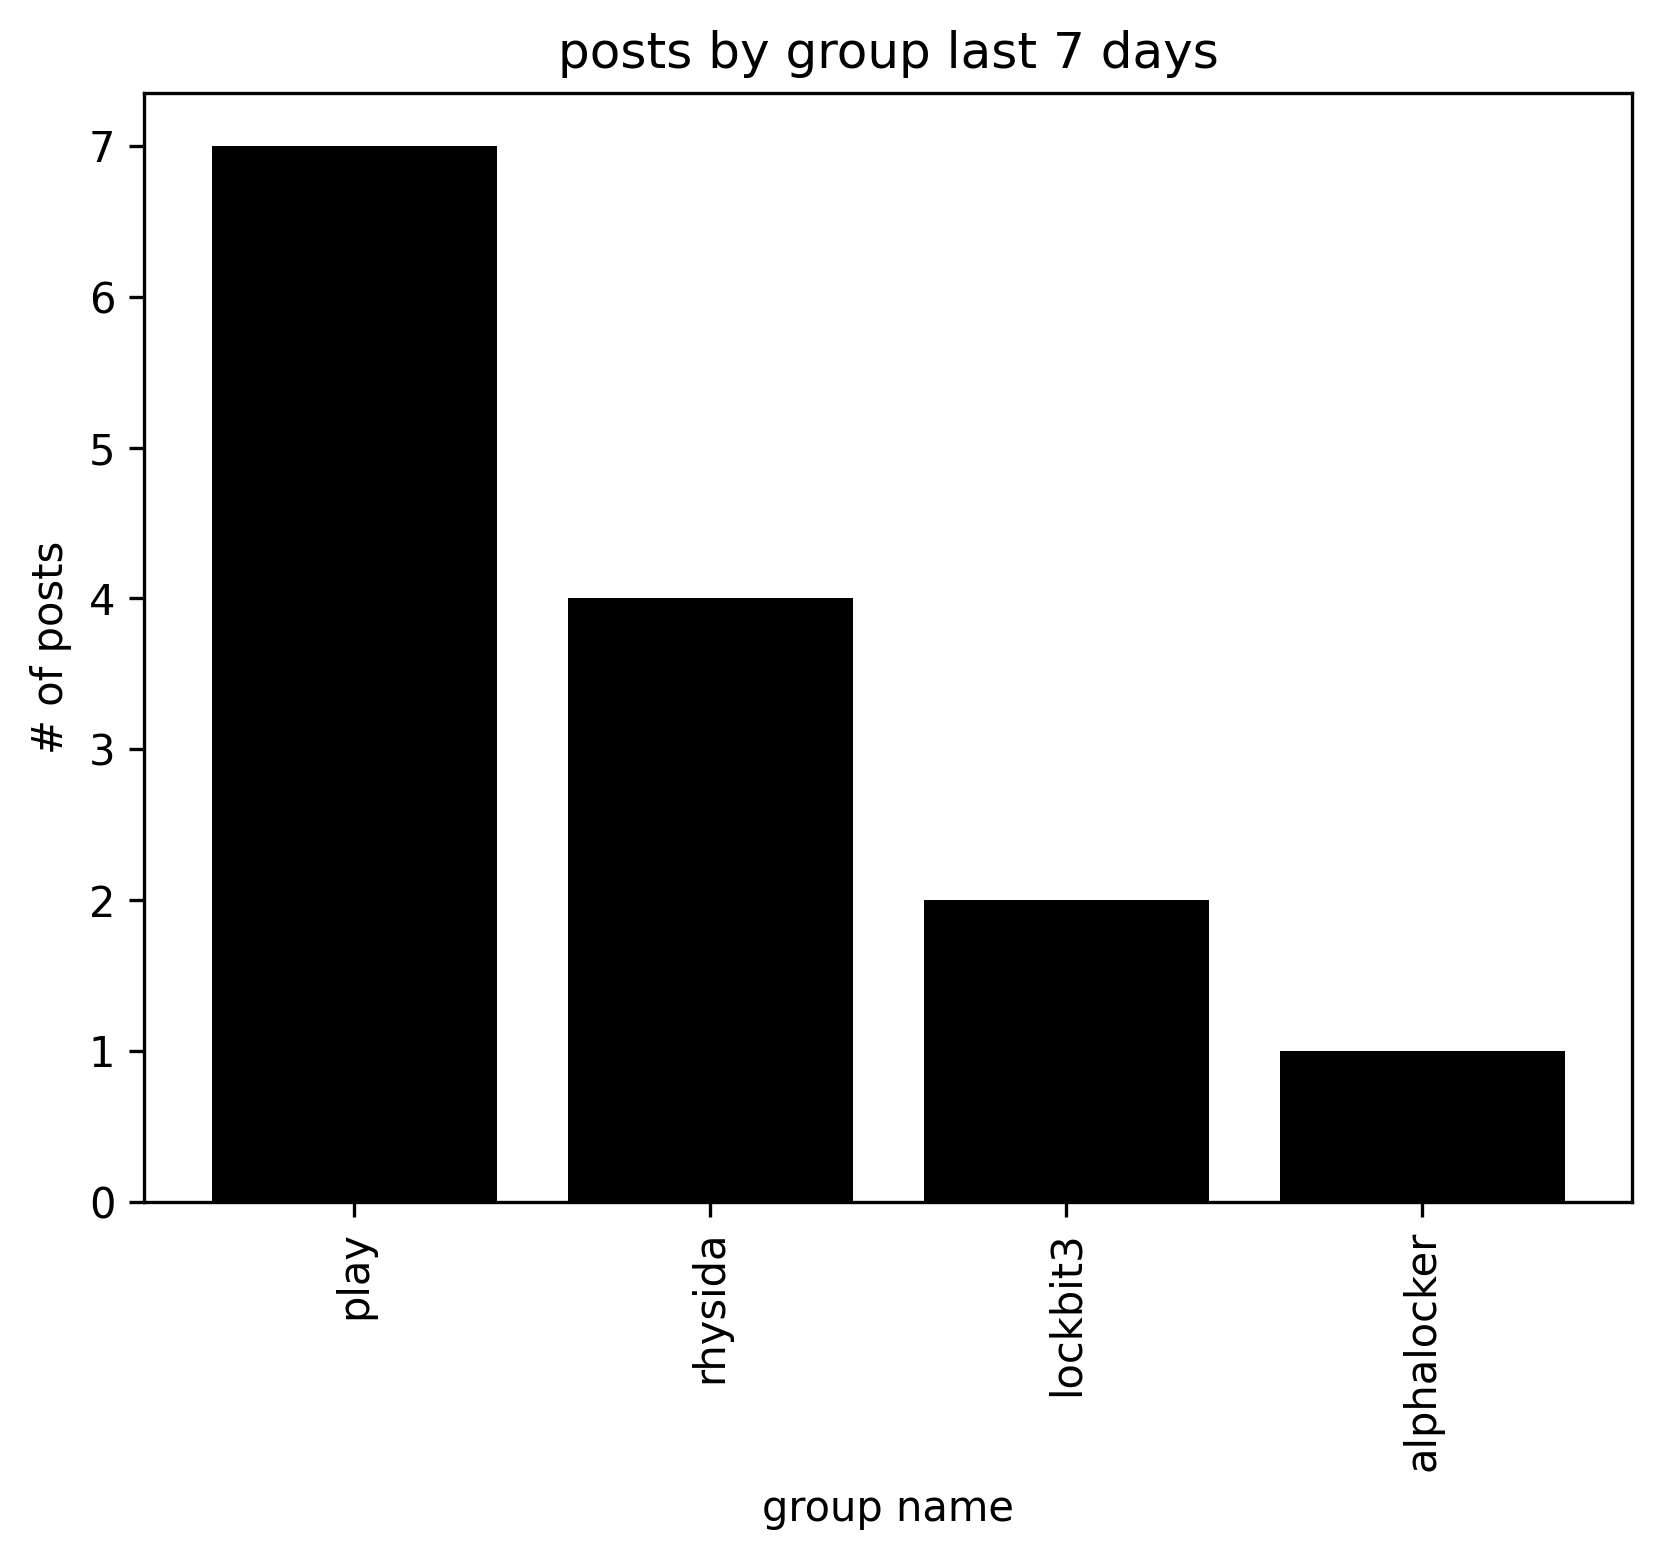 posts by group last 7 days
7
6
5
4
3
2
1
0
# of posts
play
rhysida
lockbit3
alphalocker
group name